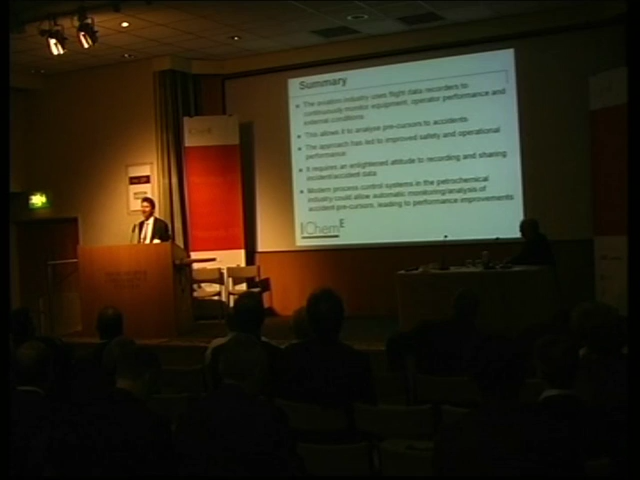 Summary
The aviation industry uses flight data recorders to
continuously monitor equipment, operator performance and
external conditions
This allows it to analyse pre-cursors to accidents
The approach has led to improved safety and operational
performance
It requires an enlightened attitude to recording and sharing
incident/accident data
Modern process control systems in the petrochemical
industry could allow automatic monitoring/analysis of
accident pre-cursors, leading to performance improvements
IChemE